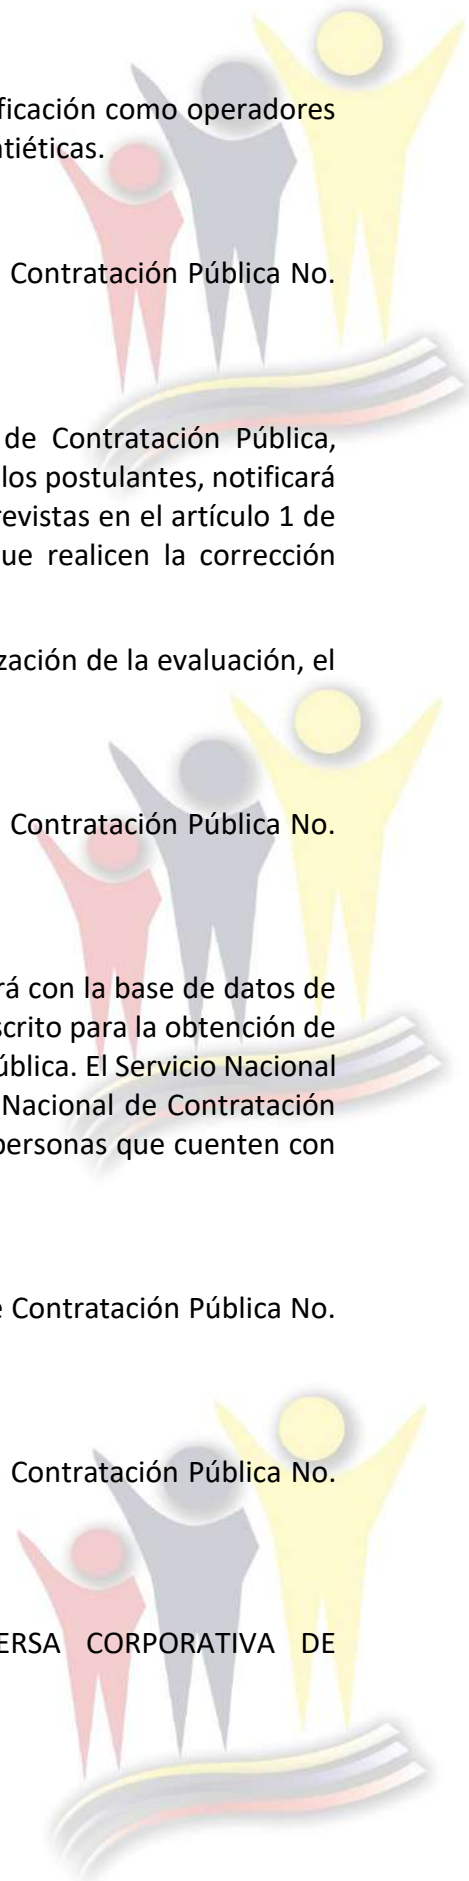 ficación como operadores
ntiéticas.
Contratación Pública No.
de Contratación Pública,
los postulantes, notificará
revistas en el artículo 1 de
ue realicen la corrección
zación de la evaluación, el
Contratación Pública No.
rá con la base de datos de
scrito para la obtención de
ública. El Servicio Nacional
Nacional de Contratación
personas que cuenten con
e Contratación Pública No.
Contratación Pública No.
ERSA CORPORATIVA DE